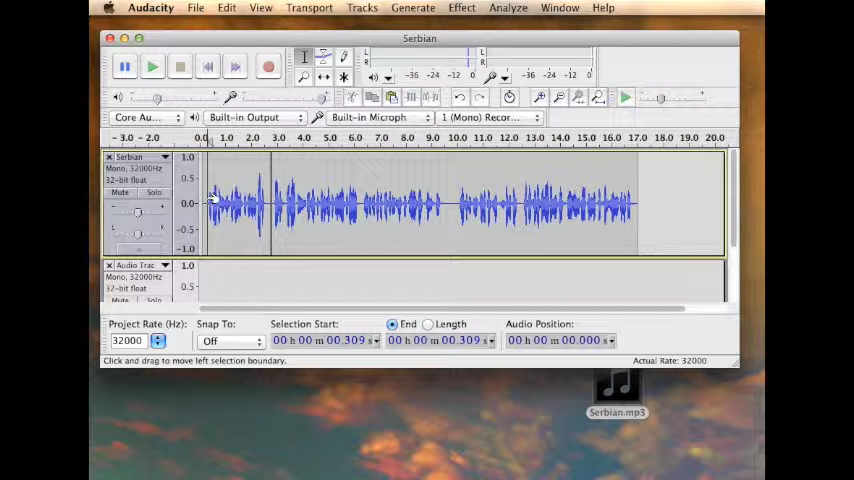 Audacity File Edit View Transport Tracks Generate Effect Analyze Window Help
Serbian
L
R
-36 -24 -12 0
L
R
-36 -24 -12 0
Core Au... Built-in Output Built-in Microph 1 (Mono) Recor...
-3.0 -2.0 0.0 1.0 2.0 3.0 4.0 5.0 6.0 7.0 8.0 9.0 10.0 11.0 12.0 13.0 14.0 15.0 16.0 17.0 18.0 19.0 20.0
Serbian
Mono, 32000Hz
32-bit float
Mute Solo
- +
L R
1.0
0.5
0.0
-0.5
-1.0
Audio Trac
Mono, 32000Hz
32-bit float
Mute Solo
1.0
0.5
Project Rate (Hz): Snap To: Selection Start: End Length Audio Position:
32000 Off 00 h 00 m 00.309 s 00 h 00 m 00.309 s 00 h 00 m 00.000 s
Click and drag to move left selection boundary. Actual Rate: 32000
Serbian.mp3